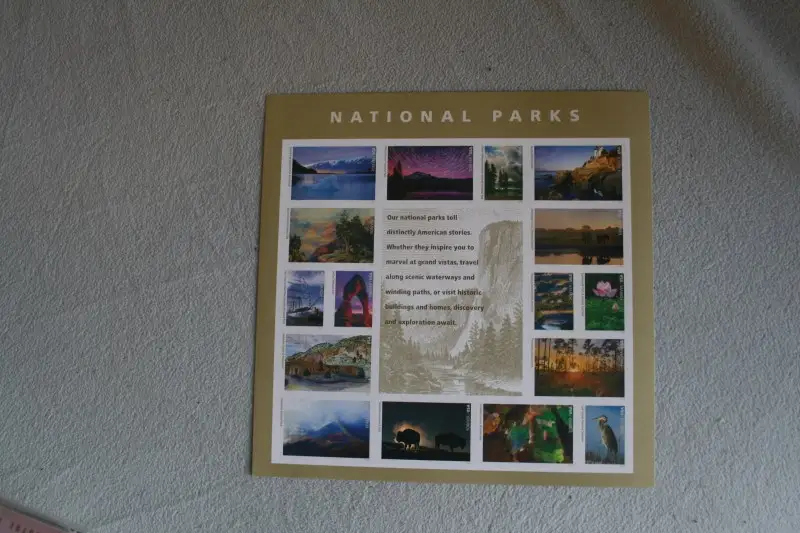 NATIONAL PARKS
Our national parks tell
distinctly American stories.
Whether they inspire you to
marvel at grand vistas, travel
along scenic waterways and
winding paths, or visit historic
buildings and homes, discovery
and exploration await.